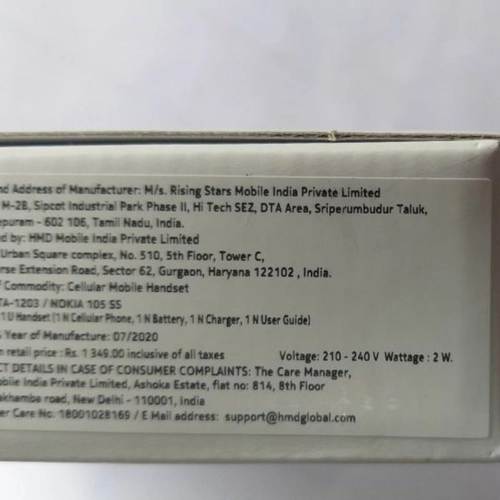 nd Address of Manufacturer: M/s. Rising Stars Mobile India Private Limited
M-2B, Sipcot Industrial Park Phase II, Hi Tech SEZ, DTA Area, Sriperumbudur Taluk,
epuram - 602 106, Tamil Nadu, India.
ed by: HMD Mobile India Private Limited
Urban Square complex, No. 510, 5th Floor, Tower C,
rse Extension Road, Sector 62, Gurgaon, Haryana 122102 , India.
f Commodity: Cellular Mobile Handset
TA-1203 / NOKIA 105 SS
1 U Handset (1 N Cellular Phone, 1 N Battery, 1 N Charger, 1 N User Guide)
& Year of Manufacture: 07/2020
n retail price : Rs. 1 349.00 inclusive of all taxes Voltage: 210 - 240 V Wattage : 2 W.
CT DETAILS IN CASE OF CONSUMER COMPLAINTS: The Care Manager,
obile India Private Limited, Ashoka Estate, flat no: 814, 8th Floor
akhamba road, New Delhi - 110001, India
er Care No. 18001028169 / E Mail address: support@hmdglobal.com